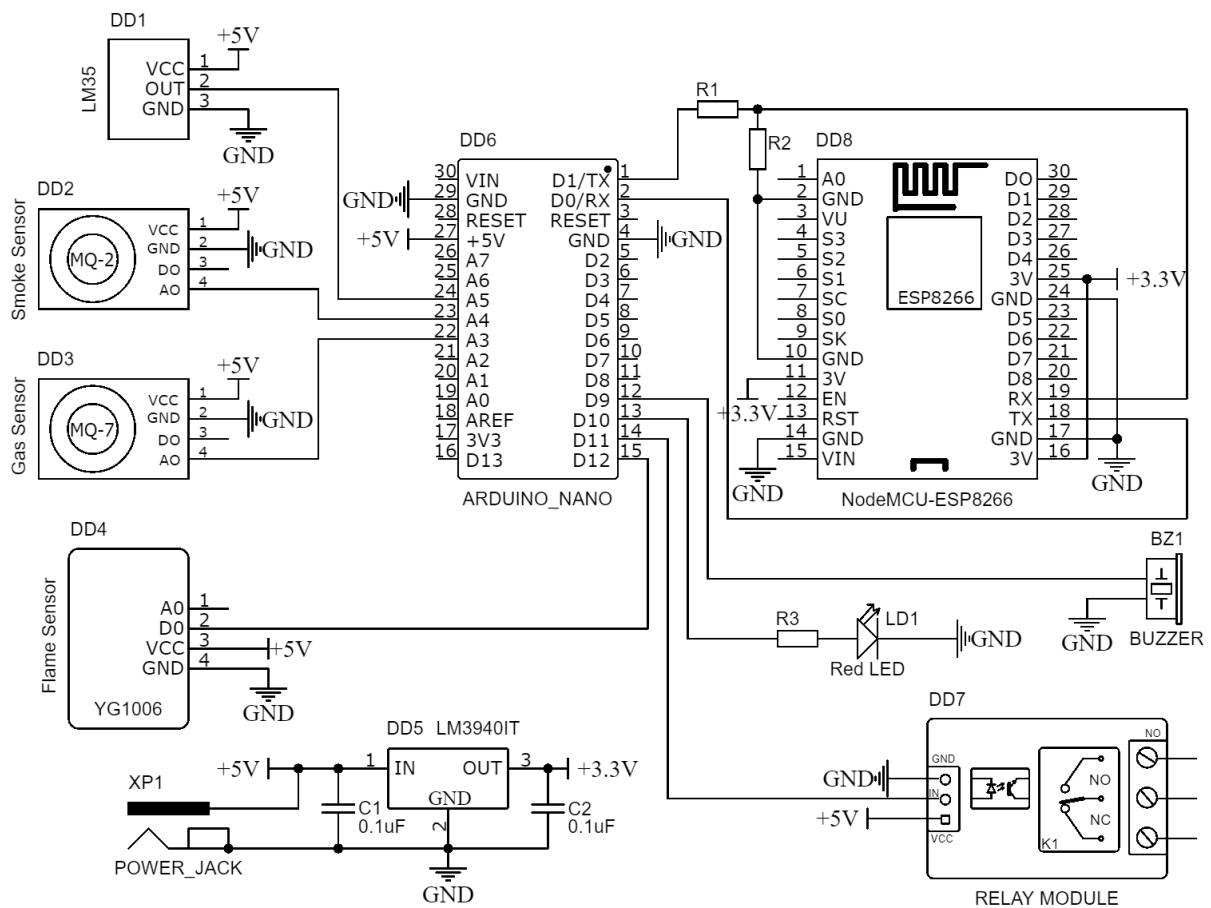 DD1
+5V
LM35
VCC 1
OUT 2
GND 3
GND
DD2
+5V
Smoke Sensor
MQ-2
VCC 1
GND 2
GND
DO 3
AO 4
DD3
+5V
Gas Sensor
MQ-7
VCC 1
GND 2
GND
DO 3
AO 4
DD4
Flame Sensor
A0 1
D0 2
VCC 3
+5V
GND 4
GND
YG1006
DD6
30 VIN D1/TX 1
GND 29 GND D0/RX 2
28 RESET RESET 3
+5V 27 +5V GND 4 GND
26 A7 D2 5
25 A6 D3 6
24 A5 D4 7
23 A4 D5 8
22 A3 D6 9
21 A2 D7 10
20 A1 D8 11
19 A0 D9 12
18 AREF D10 13
17 3V3 D11 14
16 D13 D12 15
ARDUINO_NANO
R1
R2
DD8
1 A0 DO 30
2 GND D1 29
3 VU D2 28
4 S3 D3 27
5 S2 D4 26
6 S1 3V 25 +3.3V
7 SC GND 24
8 S0 D5 23
9 SK D6 22
10 GND D7 21
11 3V D8 20
12 EN RX 19
+3.3V
13 RST TX 18
14 GND GND 17
15 VIN 3V 16
GND
GND
ESP8266
NodeMCU-ESP8266
BZ1
GND
BUZZER
R3
LD1
GND
Red LED
DD5 LM3940IT
+5V 1 IN OUT 3 +3.3V
GND
2
XP1
C1
0.1uF
C2
0.1uF
POWER_JACK
GND
DD7
GND
GND
IN
+5V
VCC
NO
NO
NC
K1
RELAY MODULE